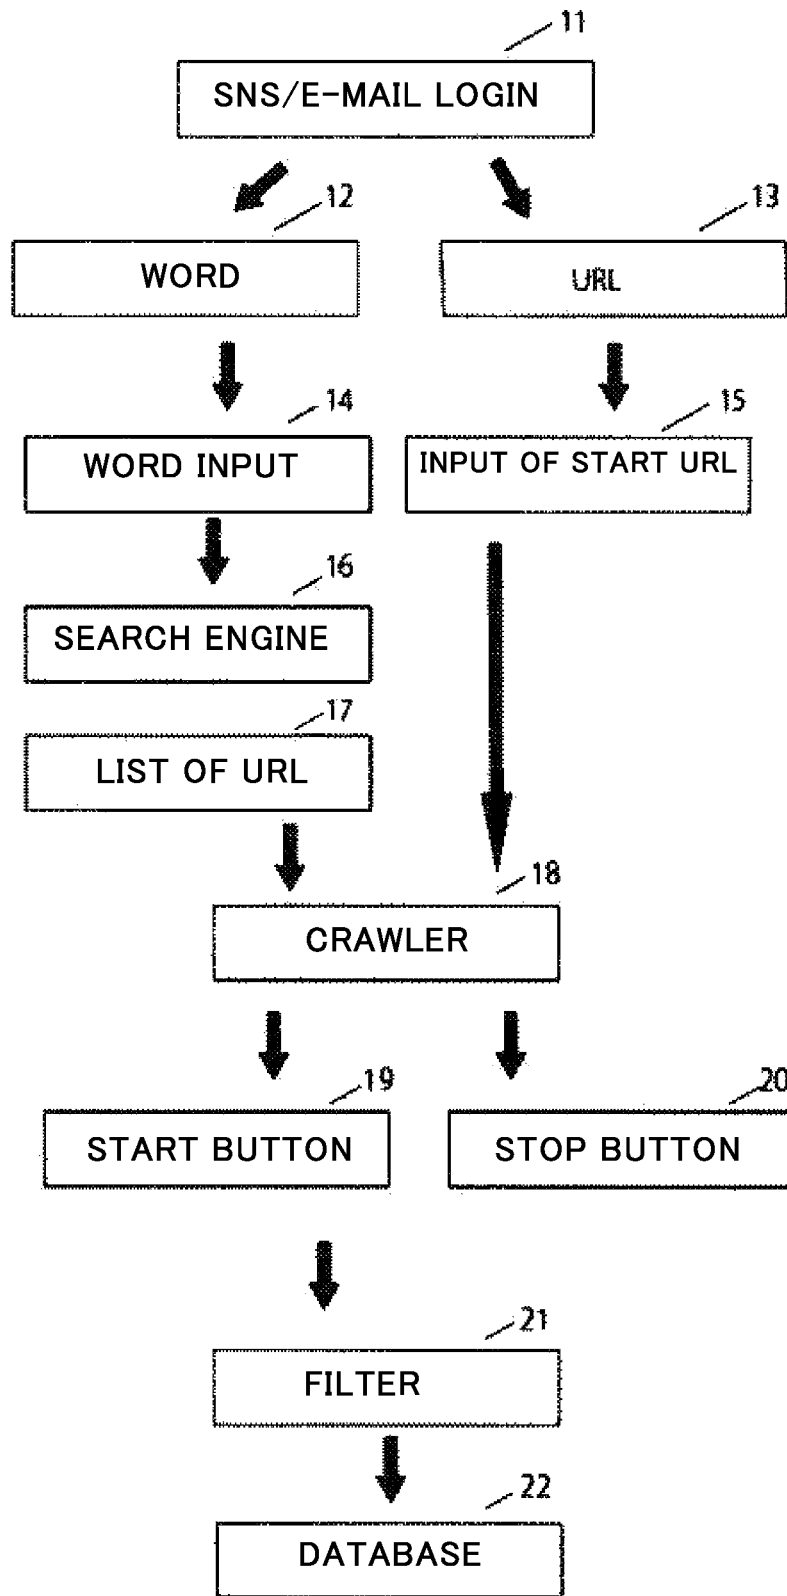 11
SNS/E-MAIL LOGIN
12
13
WORD
URL
14
15
WORD INPUT
INPUT OF START URL
16
SEARCH ENGINE
17
LIST OF URL
18
CRAWLER
19
20
START BUTTON
STOP BUTTON
21
FILTER
22
DATABASE